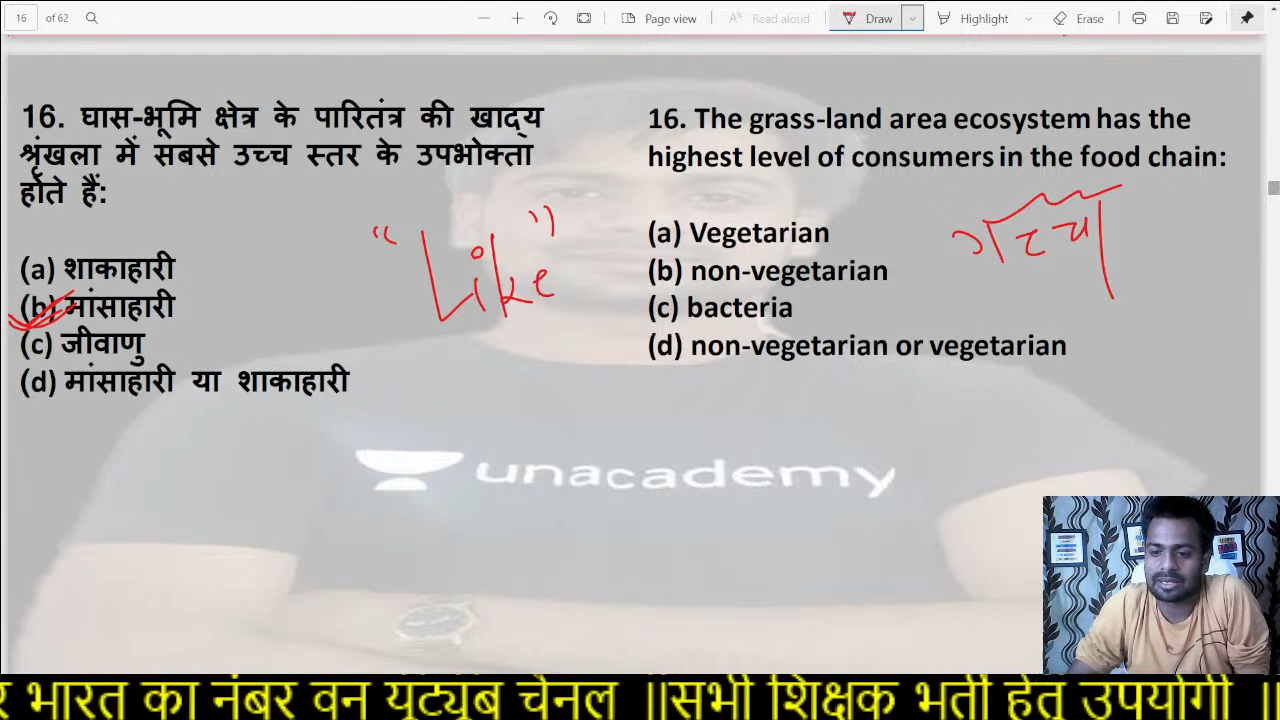 16 of 62 Page view Read aloud Draw Highlight Erase
16. घास-भूमि क्षेत्र के पारितंत्र की खाद्य
श्रृंखला में सबसे उच्च स्तर के उपभोक्ता
होते हैं:
(a) शाकाहारी
(b) मांसाहारी
(c) जीवाणु
(d) मांसाहारी या शाकाहारी
"Like"
16. The grass-land area ecosystem has the
highest level of consumers in the food chain:
(a) Vegetarian
(b) non-vegetarian
(c) bacteria
(d) non-vegetarian or vegetarian
unacademy
भारत का नंबर वन यूट्यूब चैनल ||सभी शिक्षक भर्ती हेतु उपयोगी ||